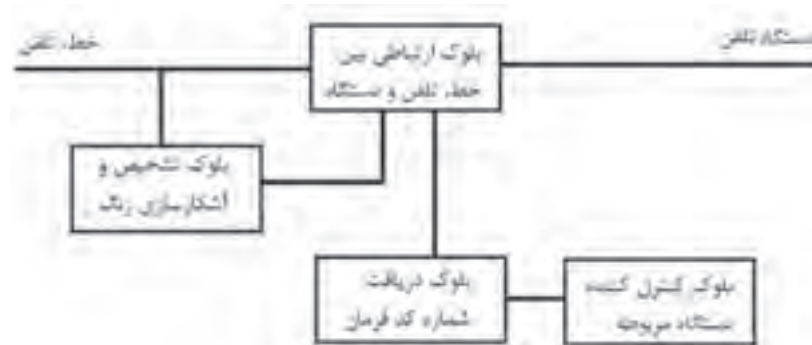 خط تلفن
دستگاه تلفن
بلوک ارتباطی بین
خط، تلفن و دستگاه
بلوک تشخیص و
آشکارسازی زنگ
بلوک دریافت
شماره کد فرمان
بلوک کنترل کننده
دستگاه مربوطه